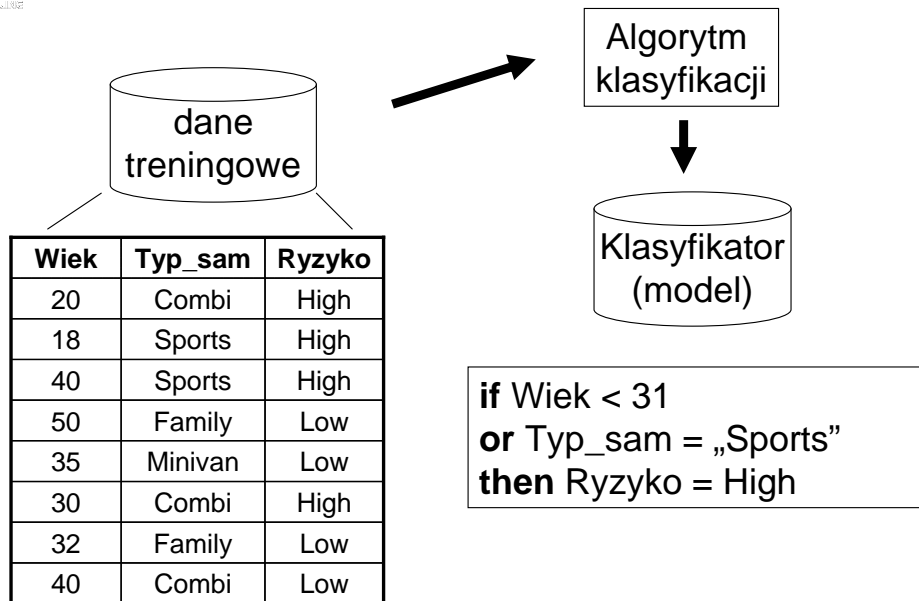 Algorytm
klasyfikacji
dane
treningowe
Klasyfikator
(model)
Wiek Typ_sam Ryzyko
20 Combi High
18 Sports High
40 Sports High
50 Family Low
35 Minivan Low
30 Combi High
32 Family Low
40 Combi Low
if Wiek < 31
or Typ_sam = „Sports”
then Ryzyko = High